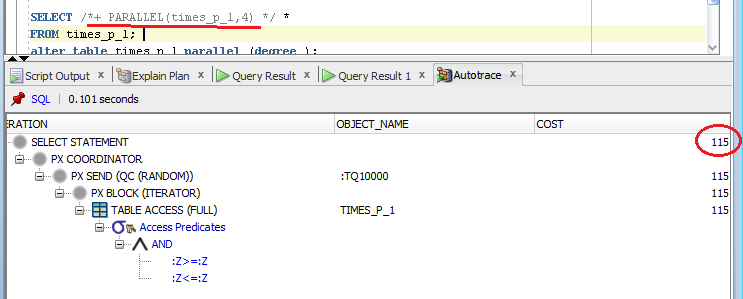 SELECT /*+ PARALLEL(times_p_1,4) */ *
FROM times_p_1;
alter table times_p_1 parallel (degree );
Script Output x Explain Plan x Query Result x Query Result 1 x Autotrace x
SQL | 0.101 seconds
ERATION OBJECT_NAME COST
SELECT STATEMENT 115
PX COORDINATOR
PX SEND (QC (RANDOM)) :TQ10000 115
PX BLOCK (ITERATOR) 115
TABLE ACCESS (FULL) TIMES_P_1 115
Access Predicates
AND
:Z>=:Z
:Z<=:Z